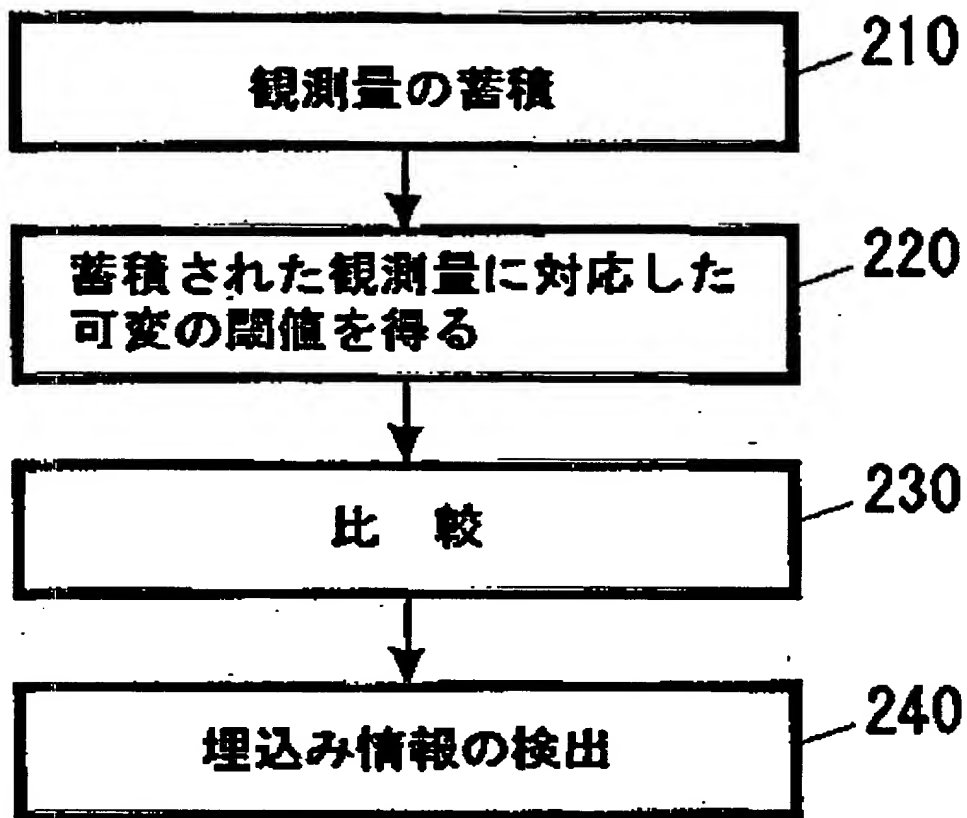 210
観測量の蓄積
220
蓄積された観測量に対応した
可変の閾値を得る
230
比　較
240
埋込み情報の検出